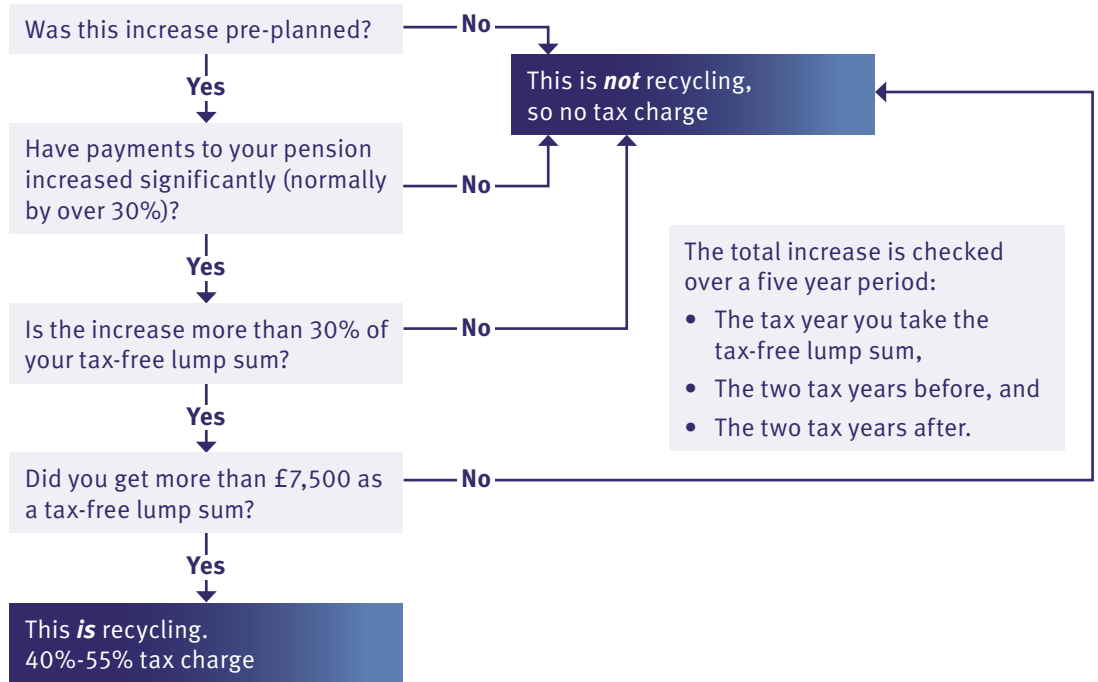 Was this increase pre-planned?
No
This is not recycling,
so no tax charge
Yes
Have payments to your pension
increased significantly (normally
by over 30%)?
No
The total increase is checked
over a five year period:
• The tax year you take the
tax-free lump sum,
• The two tax years before, and
• The two tax years after.
Yes
Is the increase more than 30% of
your tax-free lump sum?
No
Yes
Did you get more than £7,500 as
a tax-free lump sum?
No
Yes
This is recycling.
40%-55% tax charge